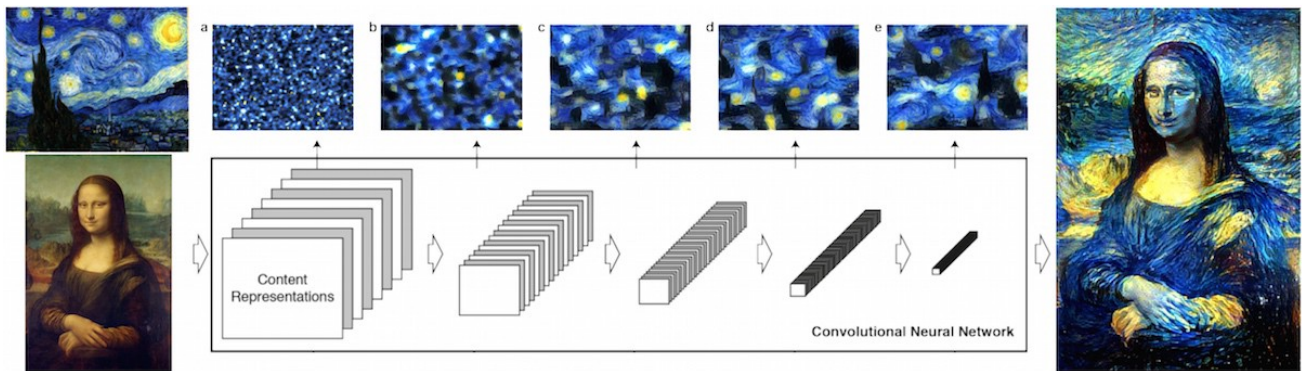 a
b
c
d
e
Content
Representations
Convolutional Neural Network